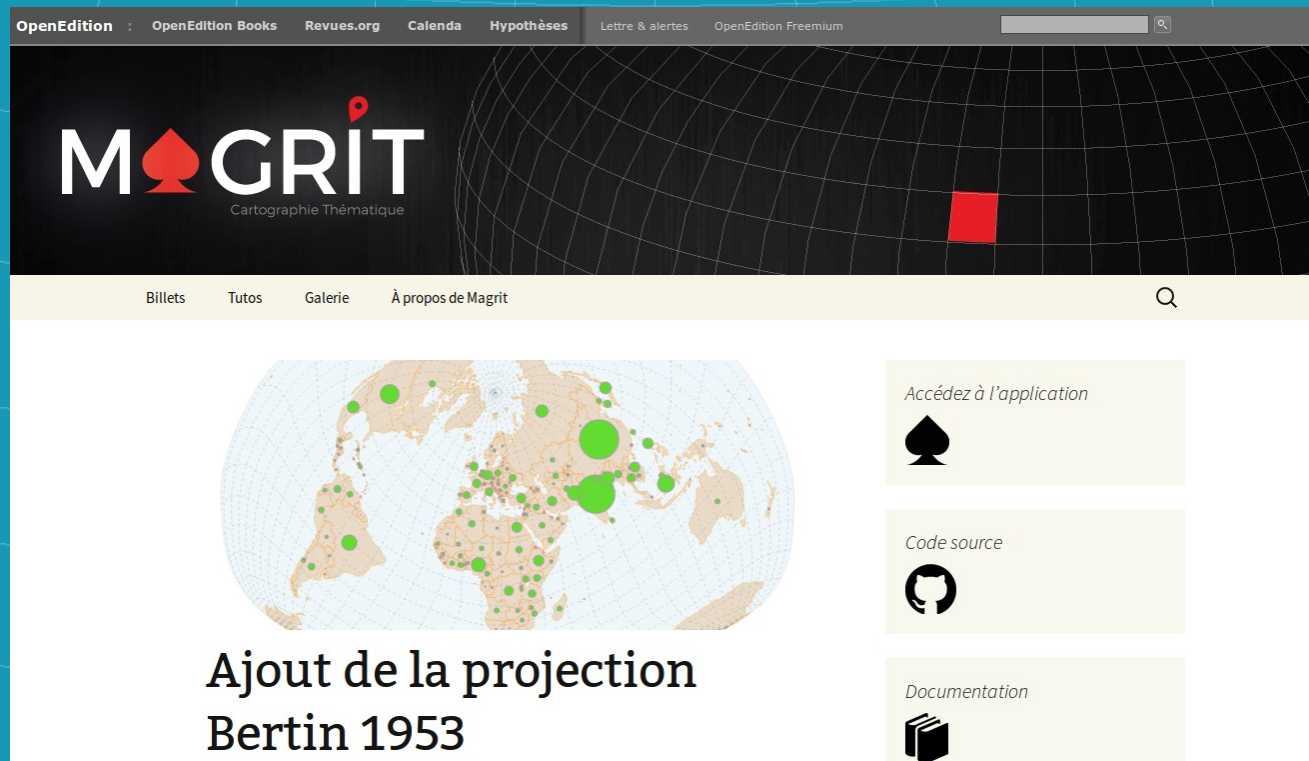 OpenEdition : OpenEdition Books Revues.org Calenda Hypothèses Lettre & alertes OpenEdition Freemium
MAGRIT
Cartographie Thématique
Billets Tutos Galerie À propos de Magrit
Accédez à l'application
Code source
Documentation
Ajout de la projection
Bertin 1953